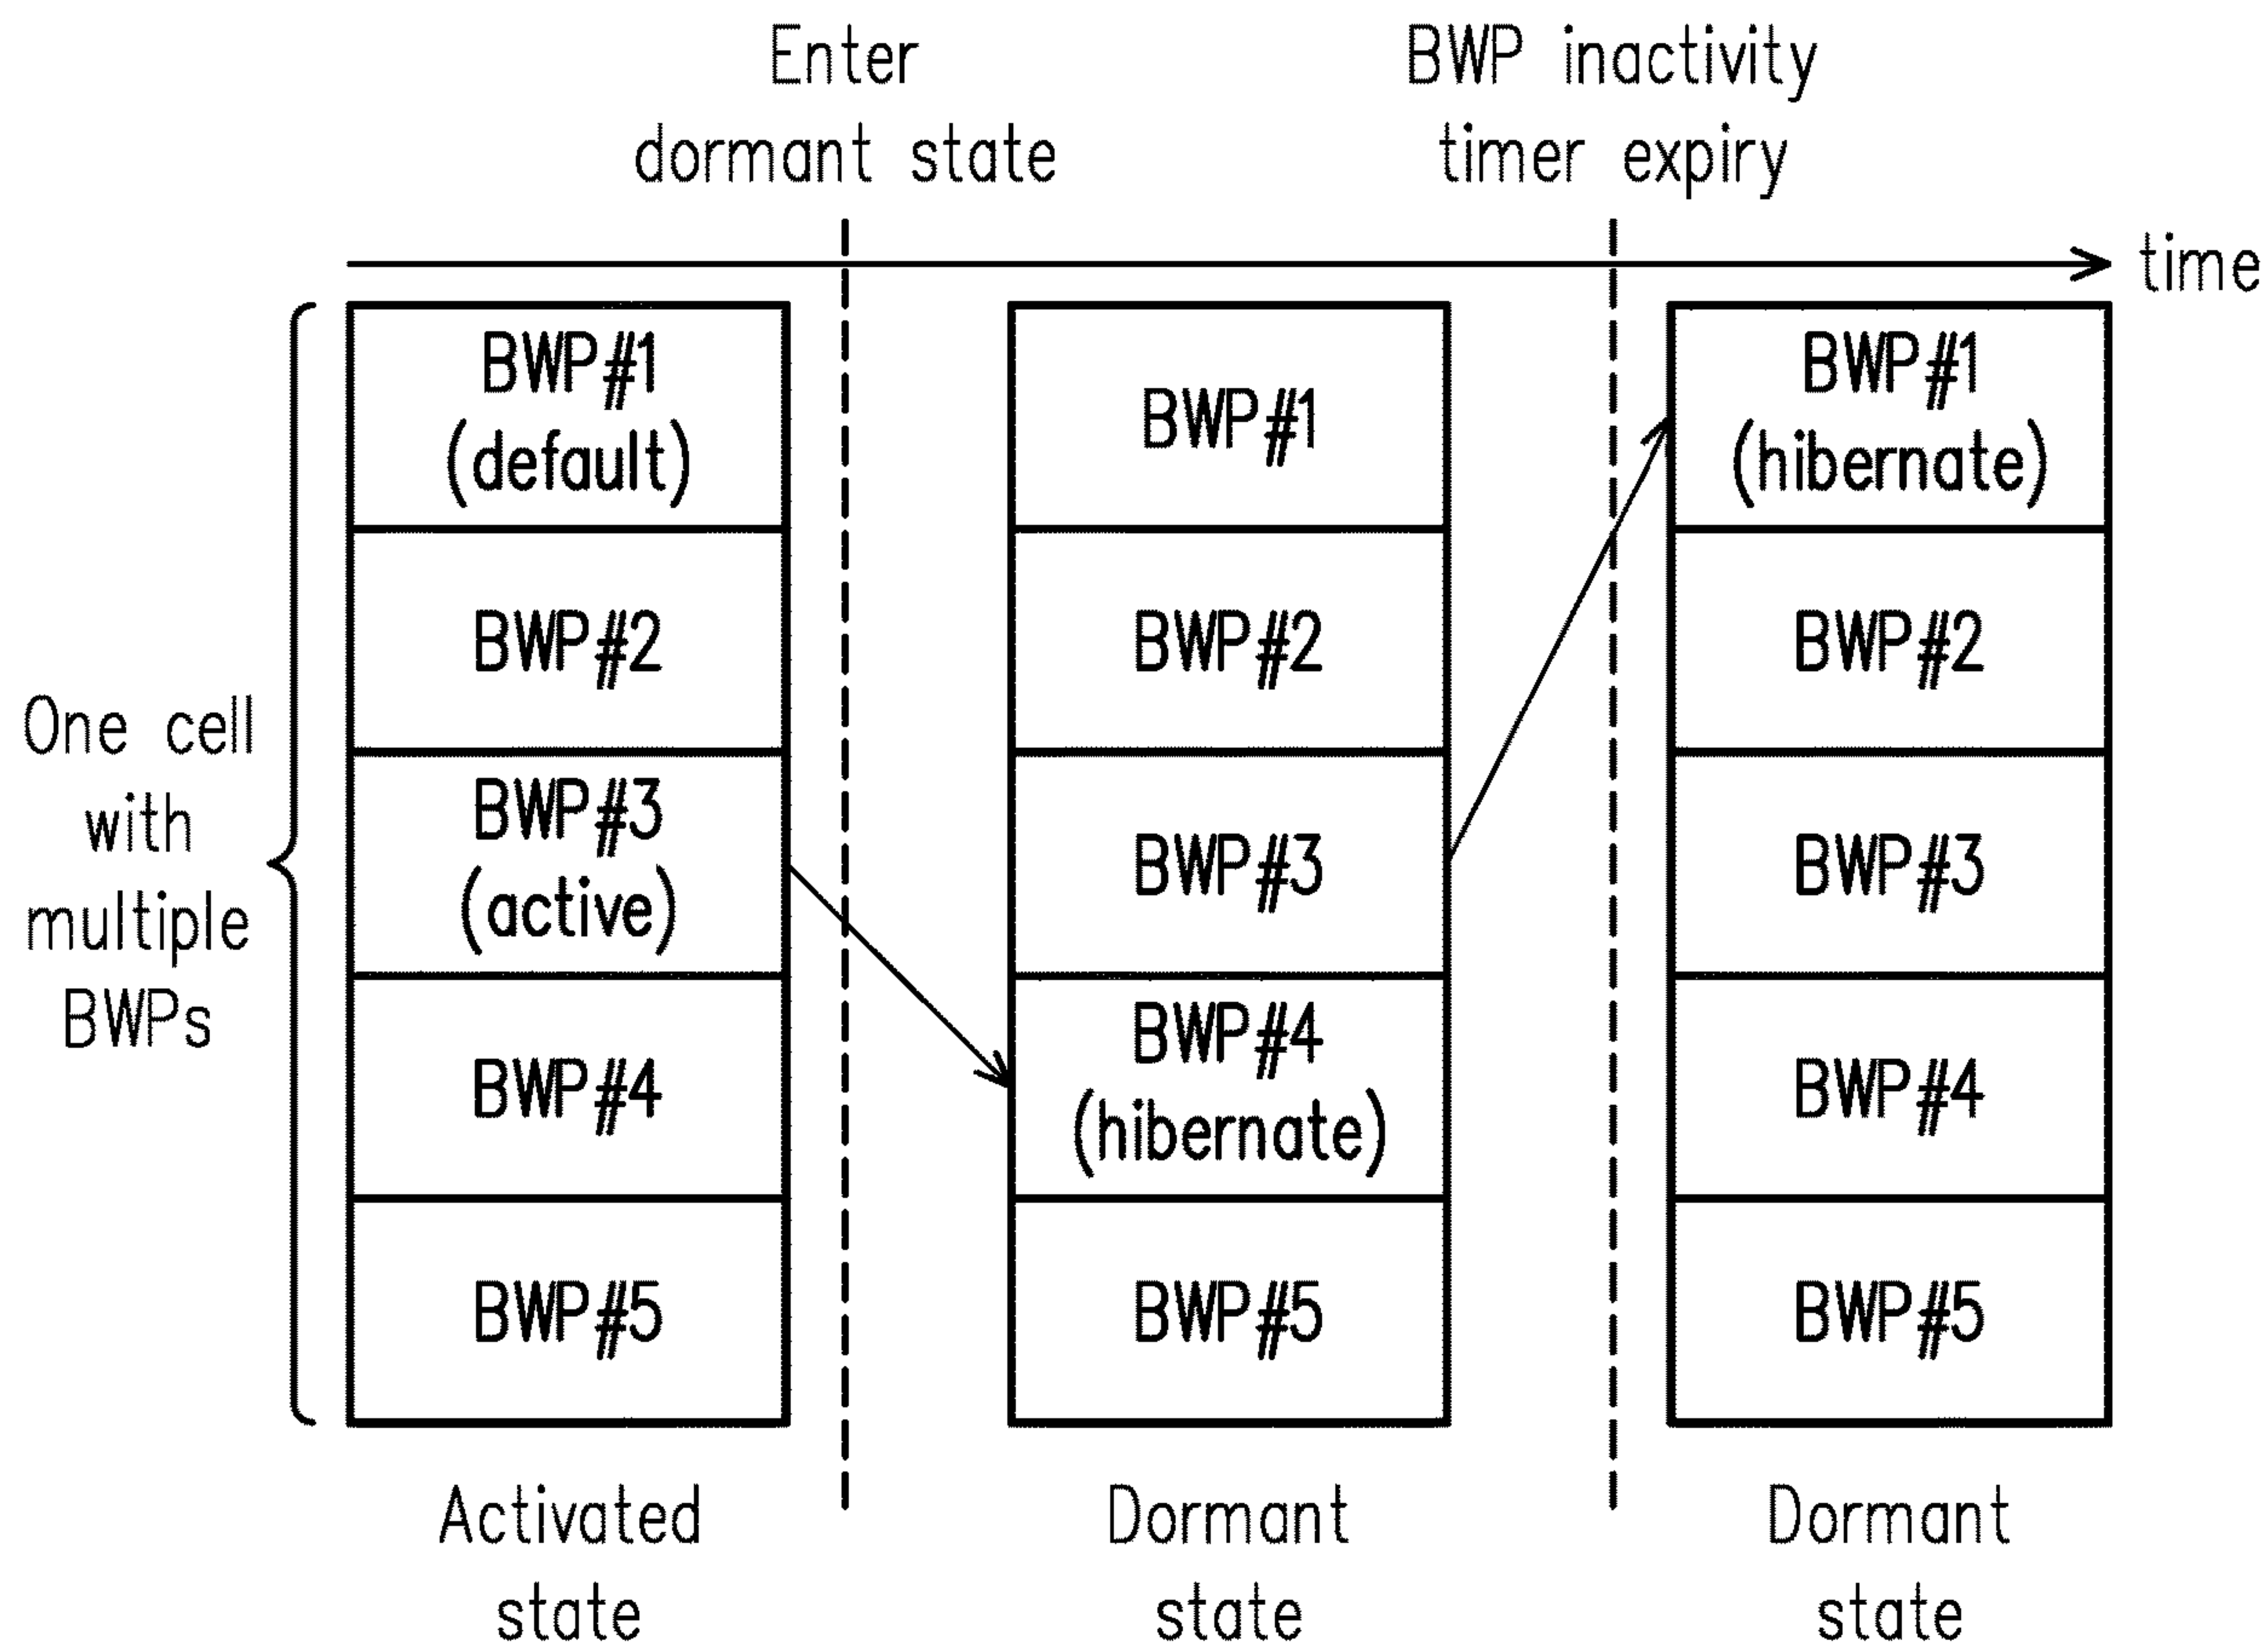 Enter
dormant state
BWP inactivity
timer expiry
time
One cell
with
multiple
BWPs
BWP#1
(default)
BWP#2
BWP#3
(active)
BWP#4
BWP#5
Activated
state
BWP#1
BWP#2
BWP#3
BWP#4
(hibernate)
BWP#5
Dormant
state
BWP#1
(hibernate)
BWP#2
BWP#3
BWP#4
BWP#5
Dormant
state